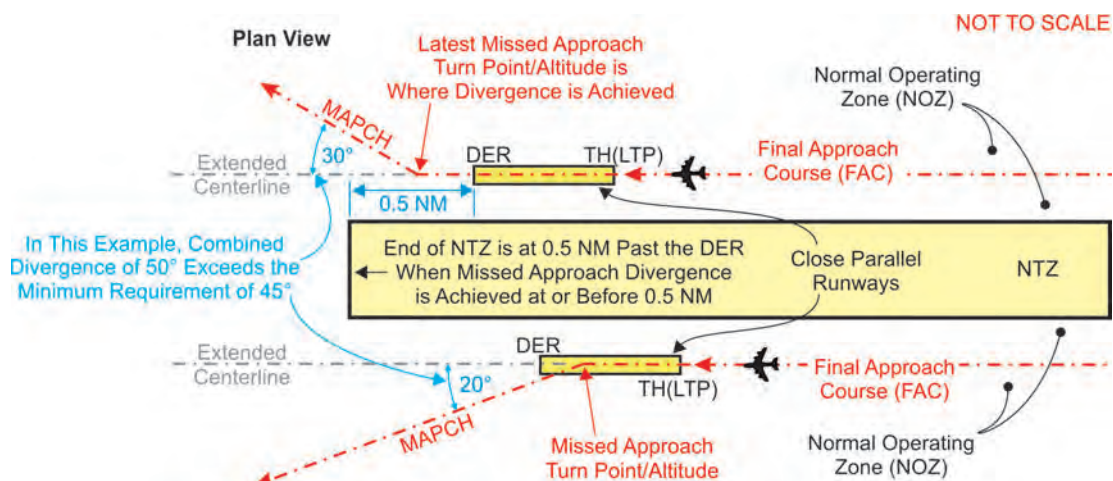 NOT TO SCALE
Plan View
Latest Missed Approach
Turn Point/Altitude is
Where Divergence is Achieved
Normal Operating
Zone (NOZ)
MAPCH
30°
Extended
Centerline
DER
TH(LTP)
Final Approach
Course (FAC)
0.5 NM
In This Example, Combined
Divergence of 50° Exceeds the
Minimum Requirement of 45°
End of NTZ is at 0.5 NM Past the DER
When Missed Approach Divergence
is Achieved at or Before 0.5 NM
Close Parallel
Runways
NTZ
Extended
Centerline
DER
20°
TH(LTP)
Final Approach
Course (FAC)
MAPCH
Missed Approach
Turn Point/Altitude
Normal Operating
Zone (NOZ)